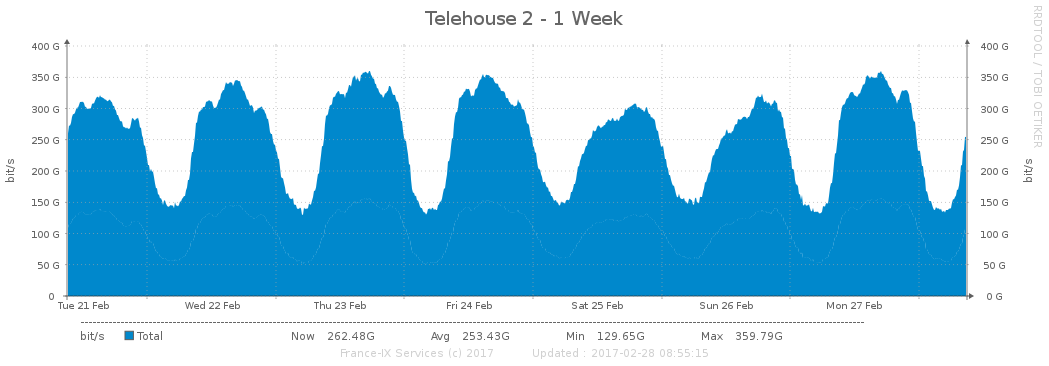 Telehouse 2 - 1 Week
RRDTOOL / TOBI OETIKER
bit/s
bit/s
400 G 400 G
350 G 350 G
300 G 300 G
250 G 250 G
200 G 200 G
150 G 150 G
100 G 100 G
50 G 50 G
0 0 G
Tue 21 Feb Wed 22 Feb Thu 23 Feb Fri 24 Feb Sat 25 Feb Sun 26 Feb Mon 27 Feb
bit/s Total Now 262.48G Avg 253.43G Min 129.65G Max 359.79G
France-IX Services (c) 2017 Updated : 2017-02-28 08:55:15